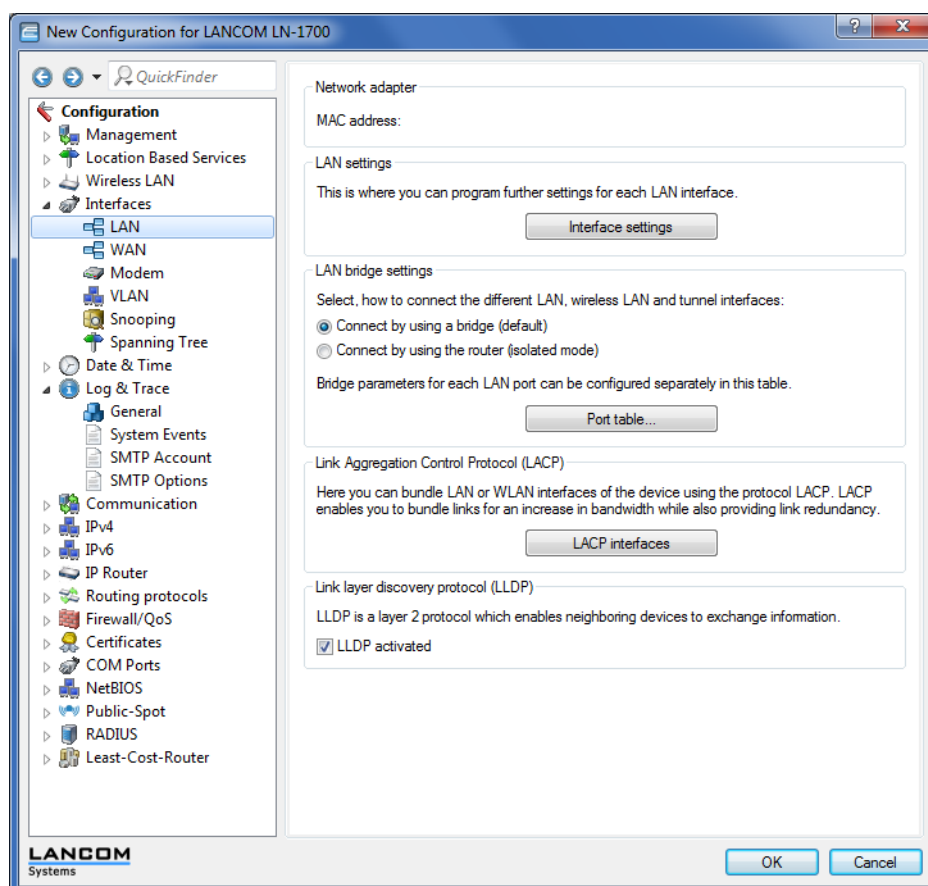 New Configuration for LANCOM LN-1700
QuickFinder
Configuration
Management
Location Based Services
Wireless LAN
Interfaces
LAN
WAN
Modem
VLAN
Snooping
Spanning Tree
Date & Time
Log & Trace
General
System Events
SMTP Account
SMTP Options
Communication
IPv4
IPv6
IP Router
Routing protocols
Firewall/QoS
Certificates
COM Ports
NetBIOS
Public-Spot
RADIUS
Least-Cost-Router
Network adapter
MAC address:
LAN settings
This is where you can program further settings for each LAN interface.
Interface settings
LAN bridge settings
Select, how to connect the different LAN, wireless LAN and tunnel interfaces:
Connect by using a bridge (default)
Connect by using the router (isolated mode)
Bridge parameters for each LAN port can be configured separately in this table.
Port table...
Link Aggregation Control Protocol (LACP)
Here you can bundle LAN or WLAN interfaces of the device using the protocol LACP. LACP
enables you to bundle links for an increase in bandwidth while also providing link redundancy.
LACP interfaces
Link layer discovery protocol (LLDP)
LLDP is a layer 2 protocol which enables neighboring devices to exchange information.
LLDP activated
LANCOM
Systems
OK
Cancel